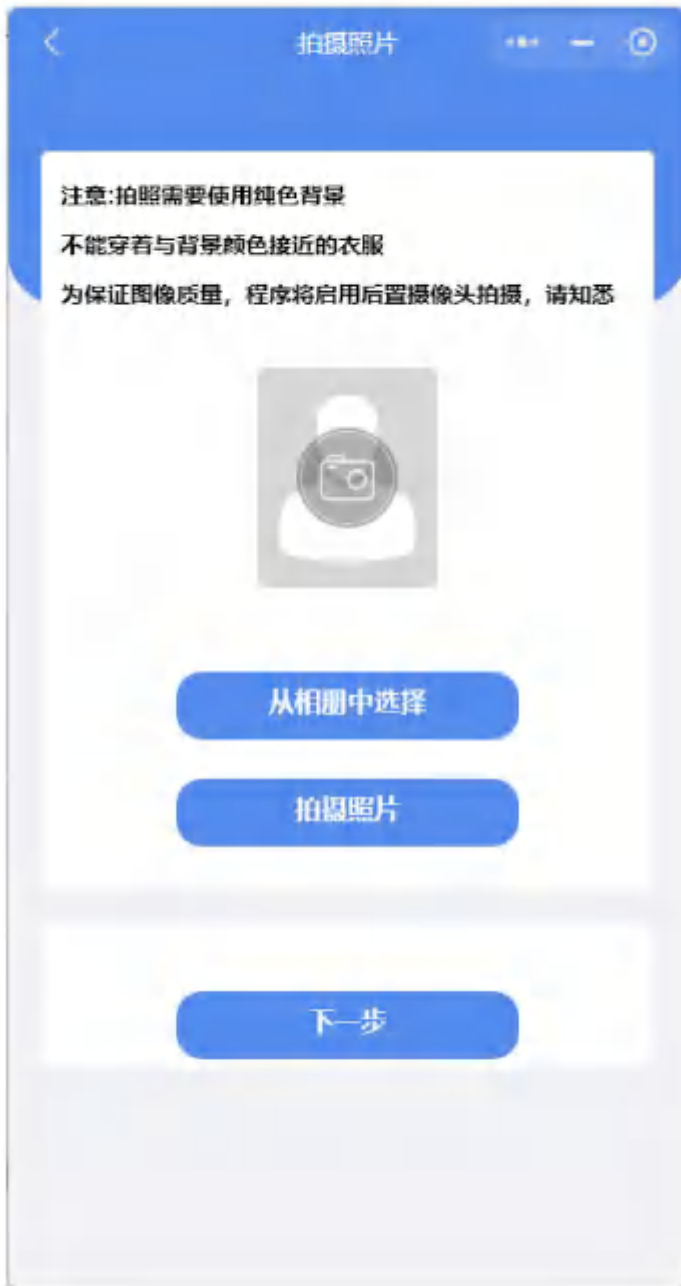 拍摄照片
注意:拍照需要使用纯色背景
不能穿着与背景颜色接近的衣服
为保证图像质量，程序将启用后置摄像头拍摄，请知悉
从相册中选择
拍摄照片
下一步